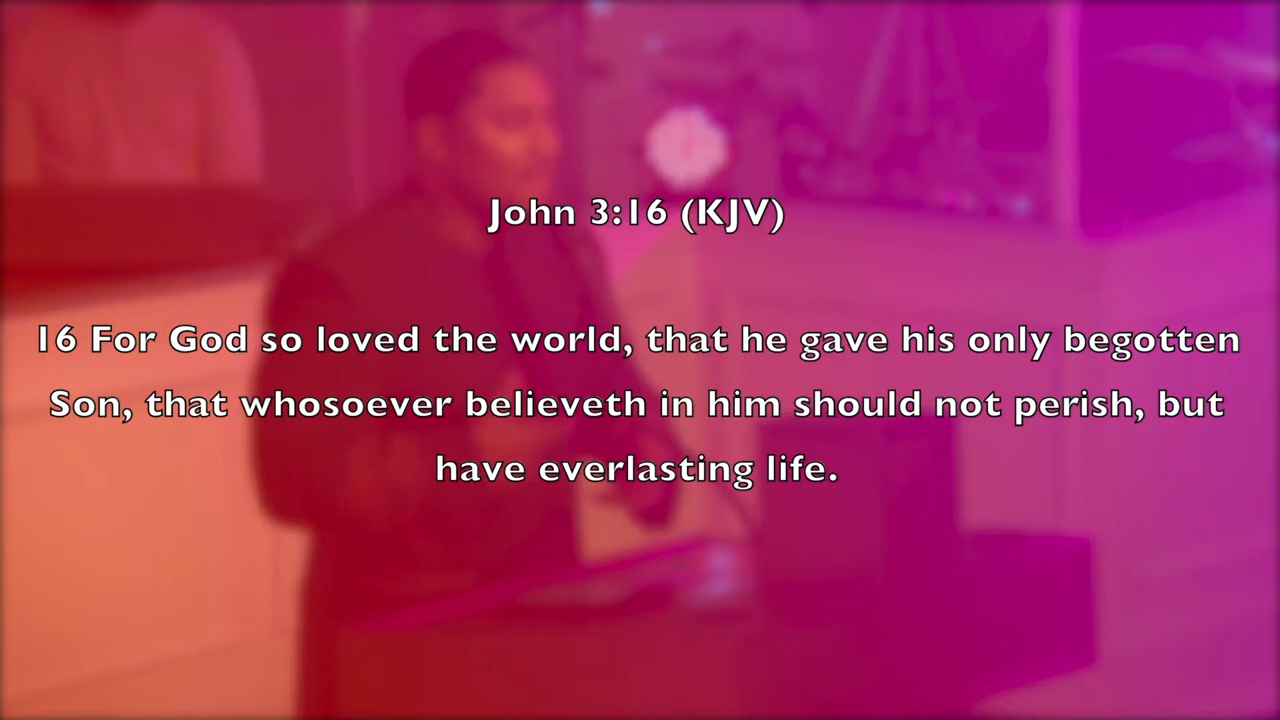 John 3:16 (KJV)
16 For God so loved the world, that he gave his only begotten
Son, that whosoever believeth in him should not perish, but
have everlasting life.